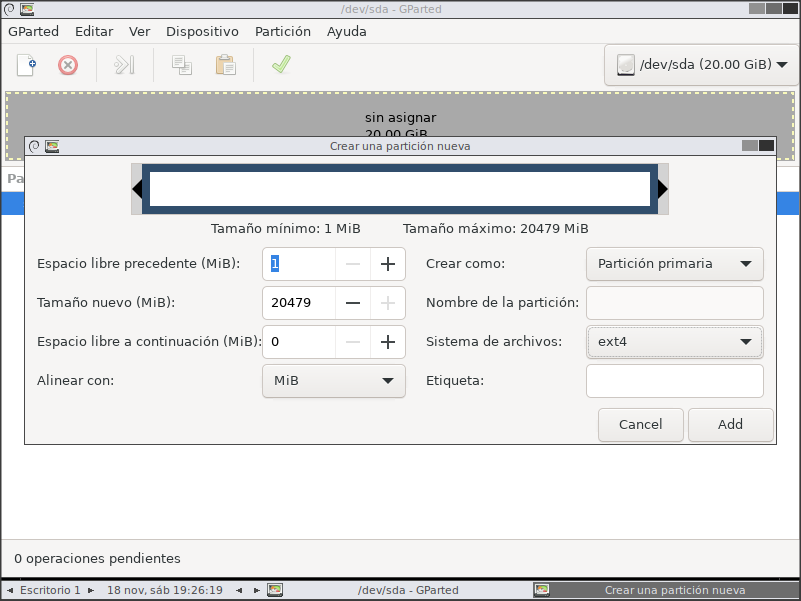 /dev/sda - GParted
GParted Editar Ver Dispositivo Partición Ayuda
/dev/sda (20.00 GiB)
sin asignar
20.00 GiB
Crear una partición nueva
Pa
Tamaño mínimo: 1 MiB Tamaño máximo: 20479 MiB
Espacio libre precedente (MiB): 1 Crear como: Partición primaria
Tamaño nuevo (MiB): 20479 Nombre de la partición:
Espacio libre a continuación (MiB): 0 Sistema de archivos: ext4
Alinear con: MiB Etiqueta:
Cancel Add
0 operaciones pendientes
Escritorio 1 18 nov, sáb 19:26:19 /dev/sda - GParted Crear una partición nueva